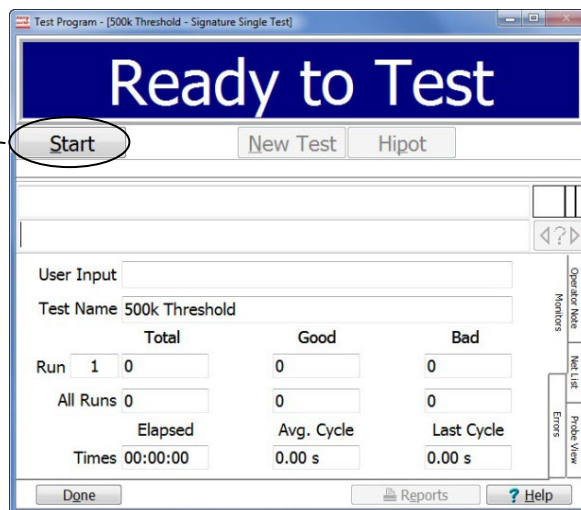 Test Program - [500k Threshold - Signature Single Test]
Ready to Test
Start New Test Hipot
User Input
Test Name 500k Threshold
Total Good Bad
Run 1 0 0 0
All Runs 0 0 0
Elapsed Avg. Cycle Last Cycle
Times 00:00:00 0.00 s 0.00 s
Operator Note
Monitors
Net List
Errors
Probe View
Done Reports ? Help